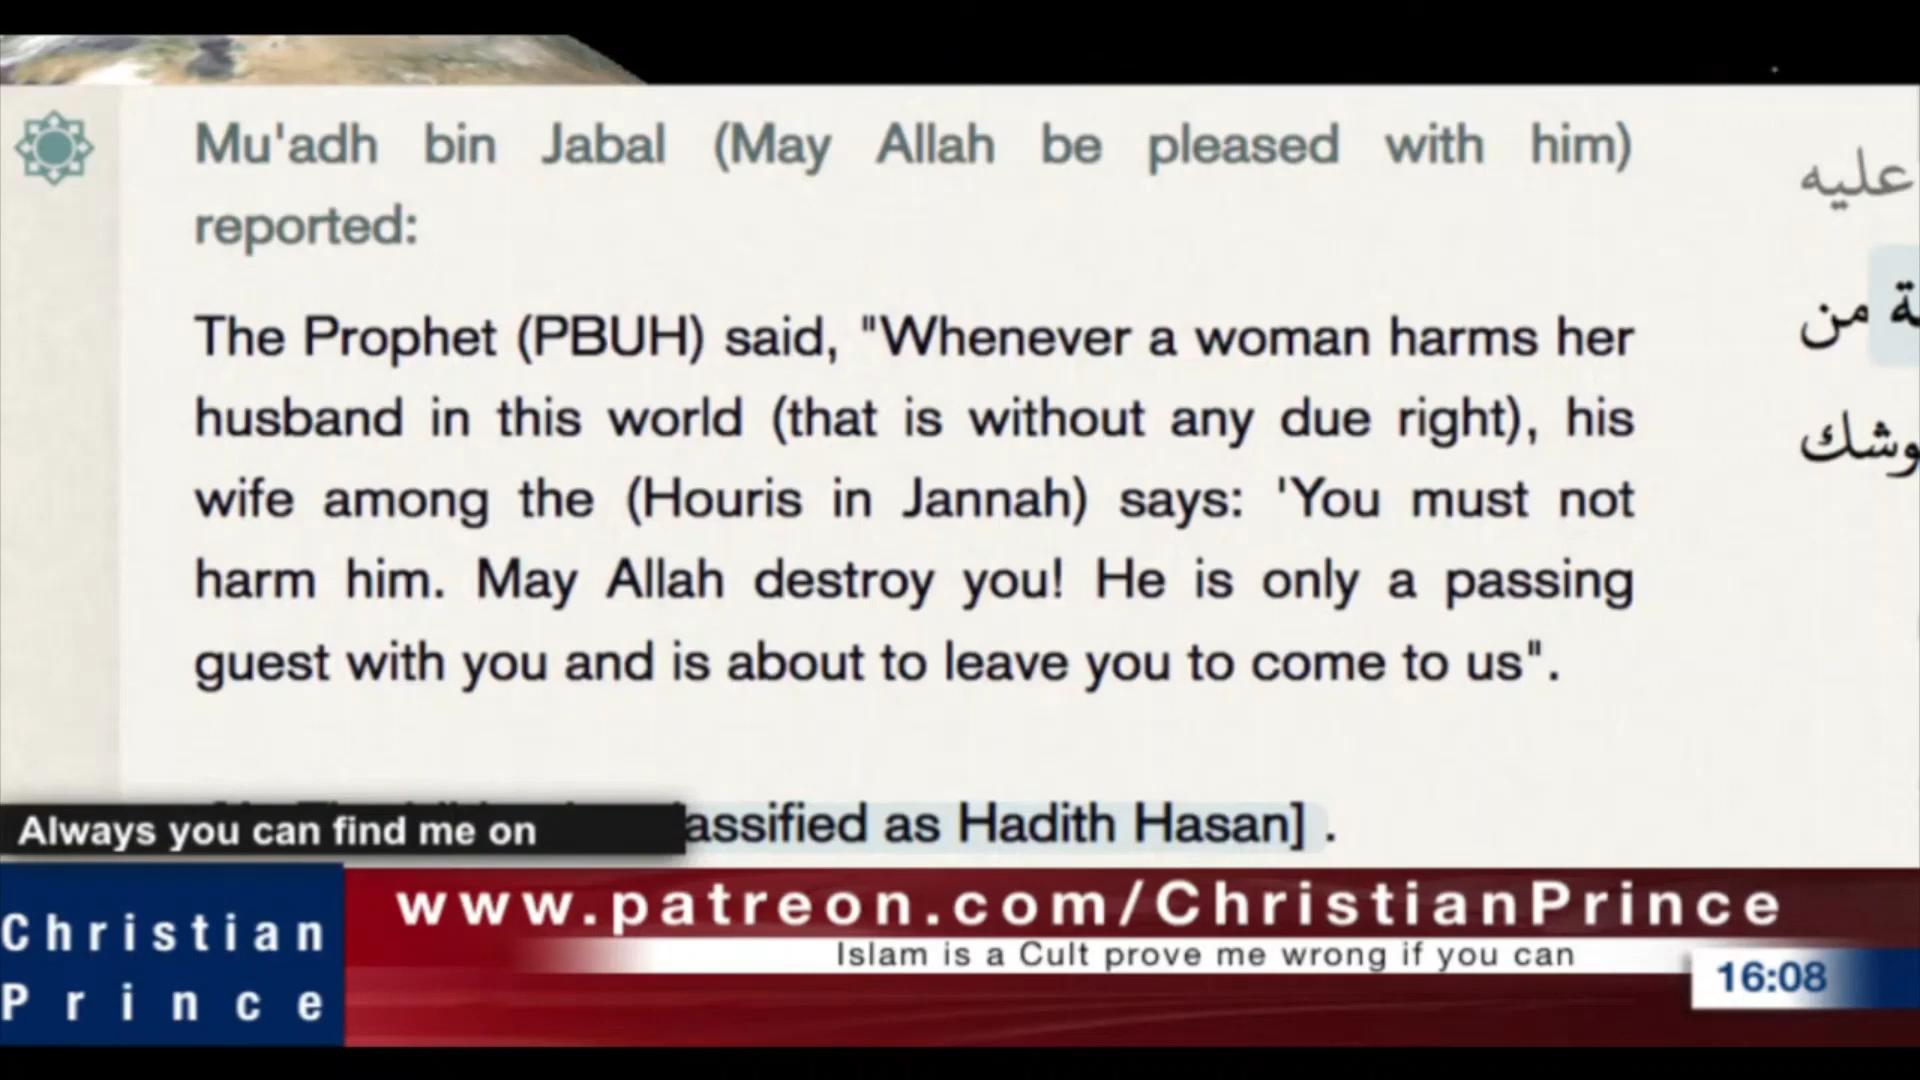 Mu'adh bin Jabal (May Allah be pleased with him)
reported:
The Prophet (PBUH) said, "Whenever a woman harms her
husband in this world (that is without any due right), his
wife among the (Houris in Jannah) says: 'You must not
harm him. May Allah destroy you! He is only a passing
guest with you and is about to leave you to come to us".
assified as Hadith Hasan] .
عليه
ة من
وشك
Always you can find me on
Christian
Prince
www.patreon.com/ChristianPrince
Islam is a Cult prove me wrong if you can
16:08